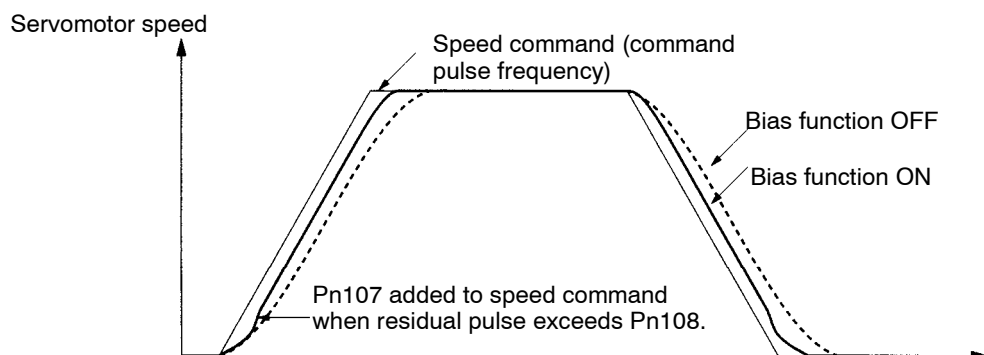 Servomotor speed
Speed command (command
pulse frequency)
Bias function OFF
Bias function ON
Pn107 added to speed command
when residual pulse exceeds Pn108.